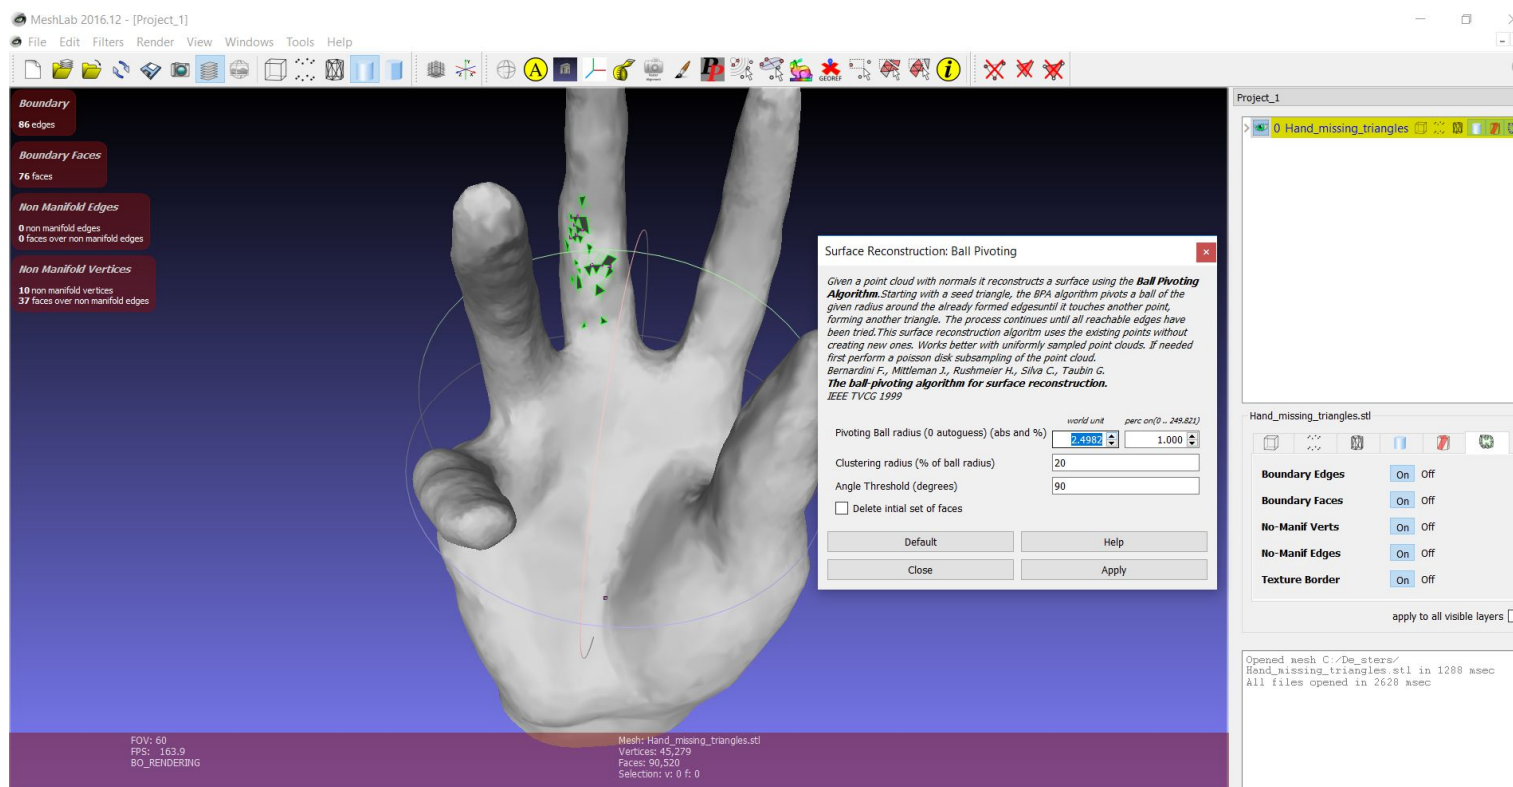 MeshLab 2016.12 - [Project_1]
File Edit Filters Render View Windows Tools Help
A
PP
GEOREF
i
Boundary
86 edges
Boundary Faces
76 faces
Non Manifold Edges
0 non manifold edges
0 faces over non manifold edges
Non Manifold Vertices
10 non manifold vertices
37 faces over non manifold edges
Surface Reconstruction: Ball Pivoting
Given a point cloud with normals it reconstructs a surface using the Ball Pivoting
Algorithm.Starting with a seed triangle, the BPA algorithm pivots a ball of the
given radius around the already formed edgesuntil it touches another point,
forming another triangle. The process continues until all reachable edges have
been tried.This surface reconstruction algoritm uses the existing points without
creating new ones. Works better with uniformly sampled point clouds. If needed
first perform a poisson disk subsampling of the point cloud.
Bernardini F., Mittleman J., Rushmeier H., Silva C., Taubin G.
The ball-pivoting algorithm for surface reconstruction.
IEEE TVCG 1999
world unit perc on(0 .. 249.821)
Pivoting Ball radius (0 autoguess) (abs and %) 2.4982 1.000
Clustering radius (% of ball radius) 20
Angle Threshold (degrees) 90
Delete intial set of faces
Default Help
Close Apply
Project_1
0 Hand_missing_triangles
Hand_missing_triangles.stl
Boundary Edges On Off
Boundary Faces On Off
No-Manif Verts On Off
No-Manif Edges On Off
Texture Border On Off
apply to all visible layers
Opened mesh C:/De_sters/
Hand_missing_triangles.stl in 1288 msec
All files opened in 2628 msec
FOV: 60
FPS: 163.9
BO_RENDERING
Mesh: Hand_missing_triangles.stl
Vertices: 45,279
Faces: 90,520
Selection: v: 0 f: 0